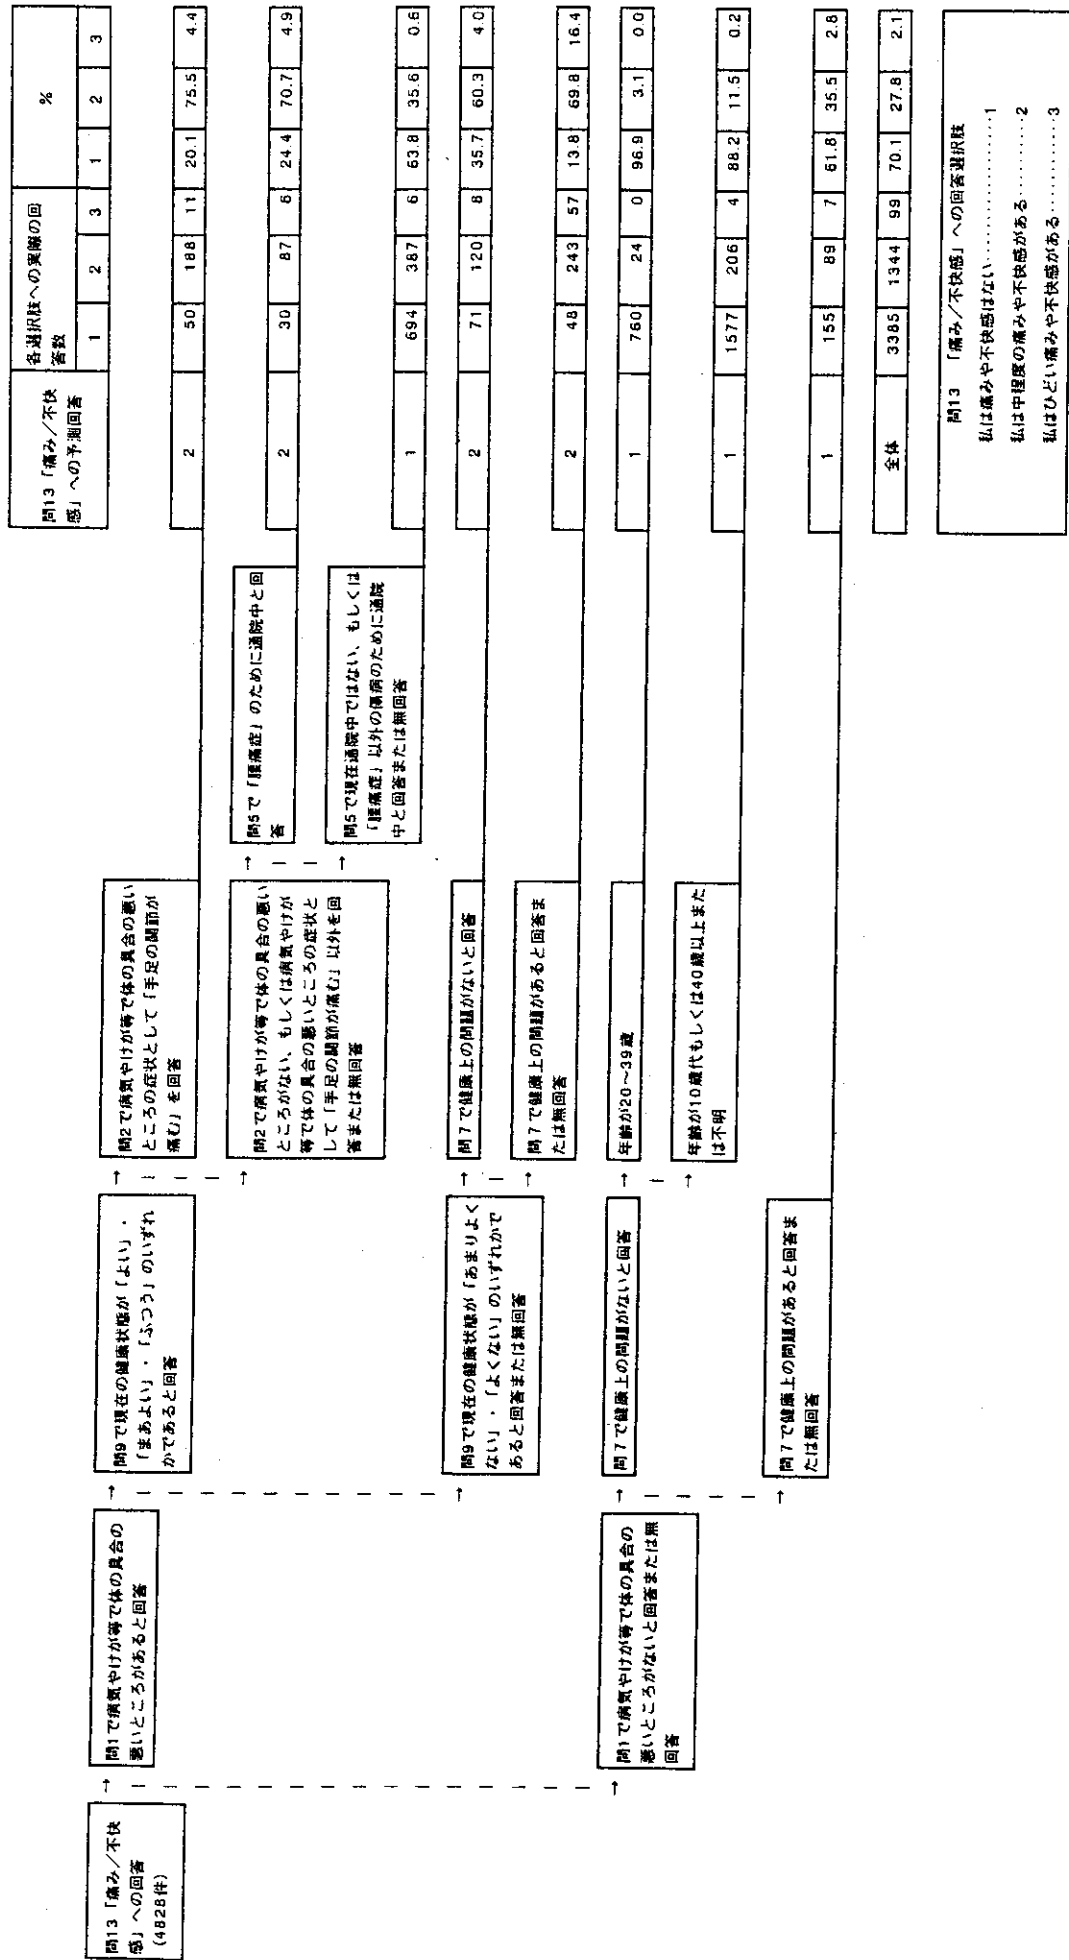 問13「痛み／不快
感」への回答
(4828件)
問1で病気やけが等で体の具合の
悪いところがあると回答
問1で病気やけが等で体の具合の
悪いところがないと回答または無
回答
問9で現在の健康状態が「よい」・
「まあよい」・「ふつう」のいずれ
かであると回答
問9で現在の健康状態が「あまりよく
ない」・「よくない」のいずれかで
あると回答または無回答
問7で健康上の問題がないと回答
問7で健康上の問題があると回答ま
たは無回答
問2で病気やけが等で体の具合の悪い
ところの症状として「手足の関節が
痛む」を回答
問2で病気やけが等で体の具合の悪い
ところがない、もしくは病気やけが
等で体の具合の悪いところの症状と
して「手足の関節が痛む」以外を回
答または無回答
問7で健康上の問題がないと回答
問7で健康上の問題があると回答ま
たは無回答
年齢が20～39歳
年齢が10歳代もしくは40歳以上また
は不明
問5で「腰痛症」のために通院中と回
答
問5で現在通院中ではない、もしくは
「腰痛症」以外の傷病のために通院
中と回答または無回答
問13「痛み／不快
感」への予測回答
各選択肢への実際の回
答数
%
1 2 3 1 2 3
2 50 188 11 20.1 75.5 4.4
2 30 87 6 24.4 70.7 4.9
1 694 387 6 63.8 35.6 0.6
2 71 120 8 35.7 60.3 4.0
2 48 243 57 13.8 69.8 16.4
1 760 24 0 96.9 3.1 0.0
1 1577 206 4 88.2 11.5 0.2
1 155 89 7 61.8 35.5 2.8
全体 3385 1344 99 70.1 27.8 2.1
問13 「痛み／不快感」への回答選択肢
私は痛みや不快感はない‥‥‥‥‥‥1
私は中程度の痛みや不快感がある‥‥‥‥2
私はひどい痛みや不快感がある‥‥‥‥3